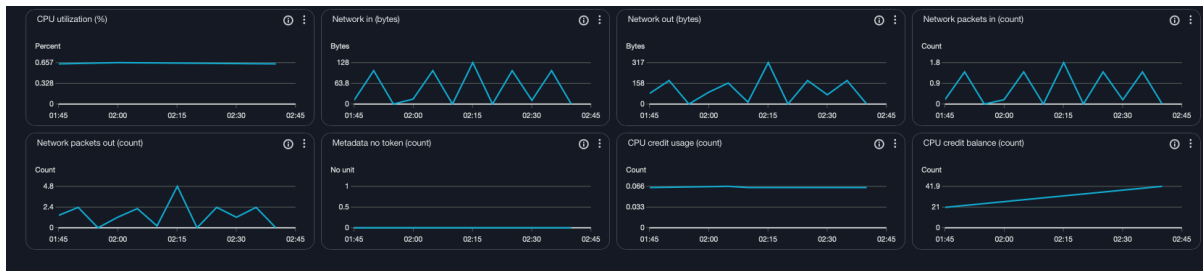 CPU utilization (%)
Percent
0.657
0.328
0
01:45 02:00 02:15 02:30 02:45
Network in (bytes)
Bytes
128
63.8
0
01:45 02:00 02:15 02:30 02:45
Network out (bytes)
Bytes
317
158
0
01:45 02:00 02:15 02:30 02:45
Network packets in (count)
Count
1.8
0.9
0
01:45 02:00 02:15 02:30 02:45
Network packets out (count)
Count
4.8
2.4
0
01:45 02:00 02:15 02:30 02:45
Metadata no token (count)
No unit
1
0.5
0
01:45 02:00 02:15 02:30 02:45
CPU credit usage (count)
Count
0.066
0.033
0
01:45 02:00 02:15 02:30 02:45
CPU credit balance (count)
Count
41.9
21
0
01:45 02:00 02:15 02:30 02:45